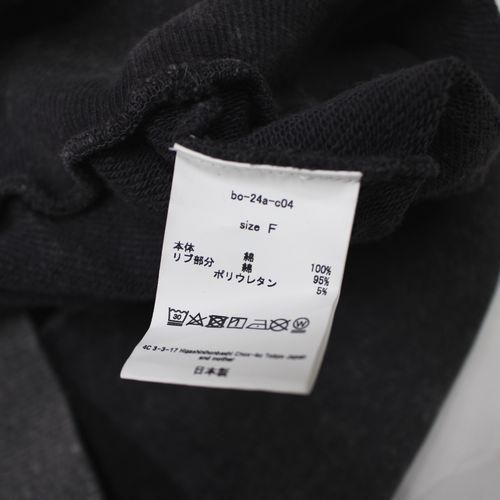 bo-24a-c04
size F
本体 綿 100%
リブ部分 綿 95%
ポリウレタン 5%
30 W
4C 3-3-17 Higashinihonbashi Chuo-ku Tokyo Japan
and mother
日本製